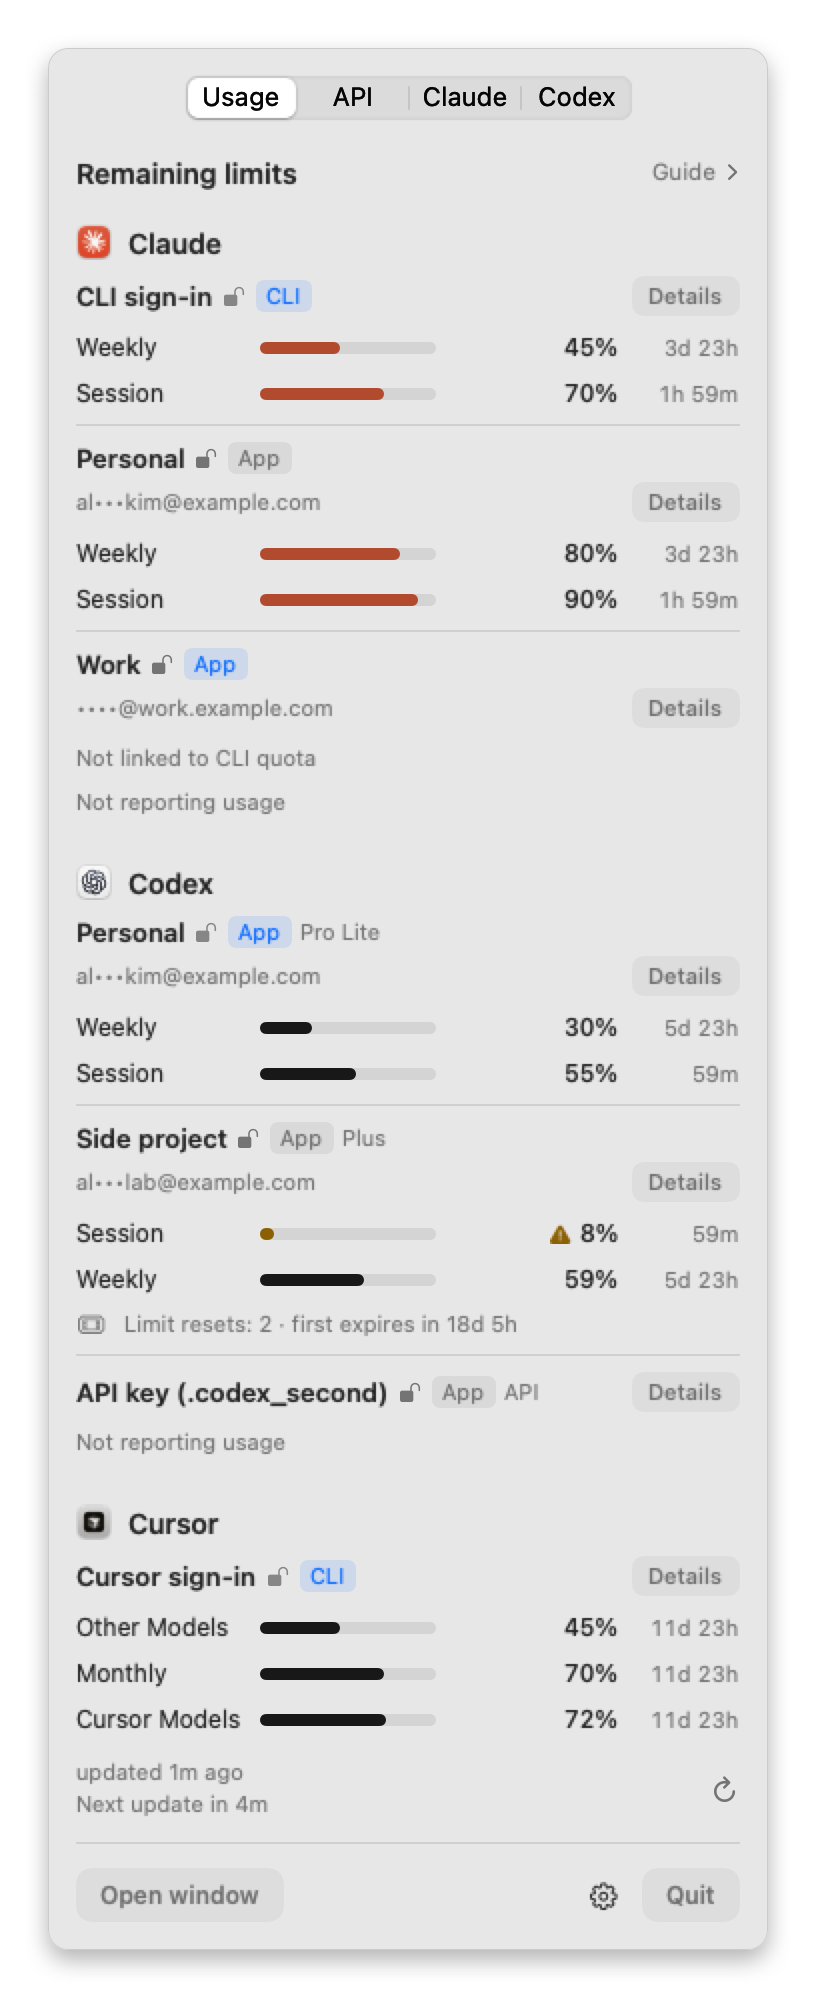 Usage API Claude Codex
Remaining limits Guide
Claude
CLI sign-in CLI Details
Weekly 45% 3d 23h
Session 70% 1h 59m
Personal App
al•••kim@example.com Details
Weekly 80% 3d 23h
Session 90% 1h 59m
Work App
••••@work.example.com Details
Not linked to CLI quota
Not reporting usage
Codex
Personal App Pro Lite
al•••kim@example.com Details
Weekly 30% 5d 23h
Session 55% 59m
Side project App Plus
al•••lab@example.com Details
Session 8% 59m
Weekly 59% 5d 23h
Limit resets: 2 · first expires in 18d 5h
API key (.codex_second) App API Details
Not reporting usage
Cursor
Cursor sign-in CLI Details
Other Models 45% 11d 23h
Monthly 70% 11d 23h
Cursor Models 72% 11d 23h
updated 1m ago
Next update in 4m
Open window Quit